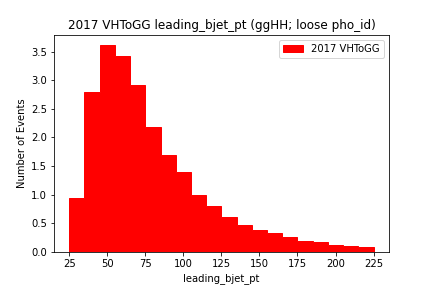 2017 VHToGG leading_bjet_pt (ggHH; loose pho_id)
2017 VHToGG
Number of Events
3.5
3.0
2.5
2.0
1.5
1.0
0.5
0.0
25 50 75 100 125 150 175 200 225
leading_bjet_pt